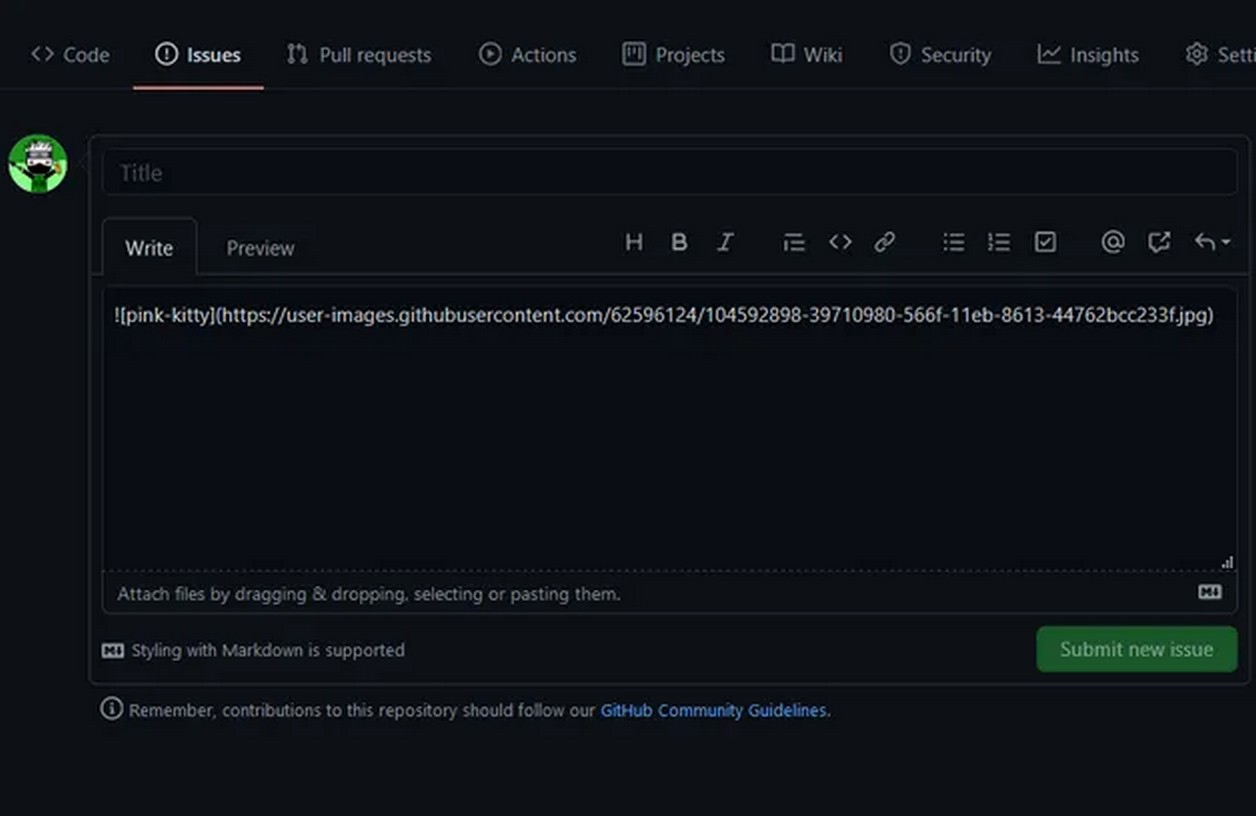 Code Issues Pull requests Actions Projects Wiki Security Insights Setti
Title
Write Preview H B I
![pink-kitty](https://user-images.githubusercontent.com/62596124/104592898-39710980-566f-11eb-8613-44762bcc233f.jpg)
Attach files by dragging & dropping, selecting or pasting them.
Styling with Markdown is supported Submit new issue
Remember, contributions to this repository should follow our GitHub Community Guidelines.